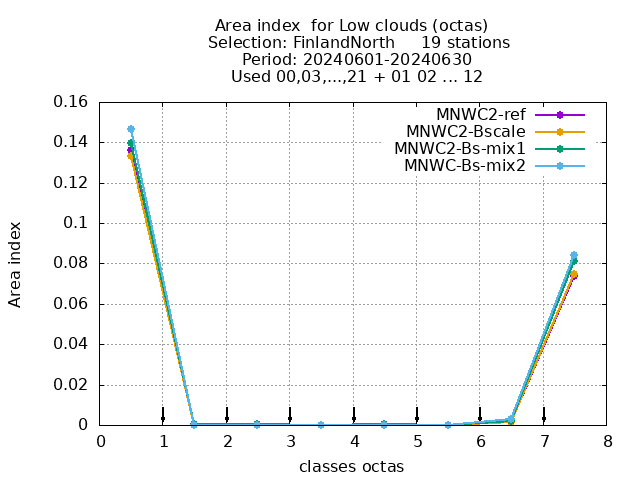 Area index  for Low clouds (octas)
Selection: FinlandNorth     19 stations
Period: 20240601-20240630
Used 00,03,...,21 + 01 02 ... 12
MNWC2-ref
MNWC2-Bscale
MNWC2-Bs-mix1
MNWC-Bs-mix2
Area index
0.16
0.14
0.12
0.1
0.08
0.06
0.04
0.02
0
0 1 2 3 4 5 6 7 8
classes octas